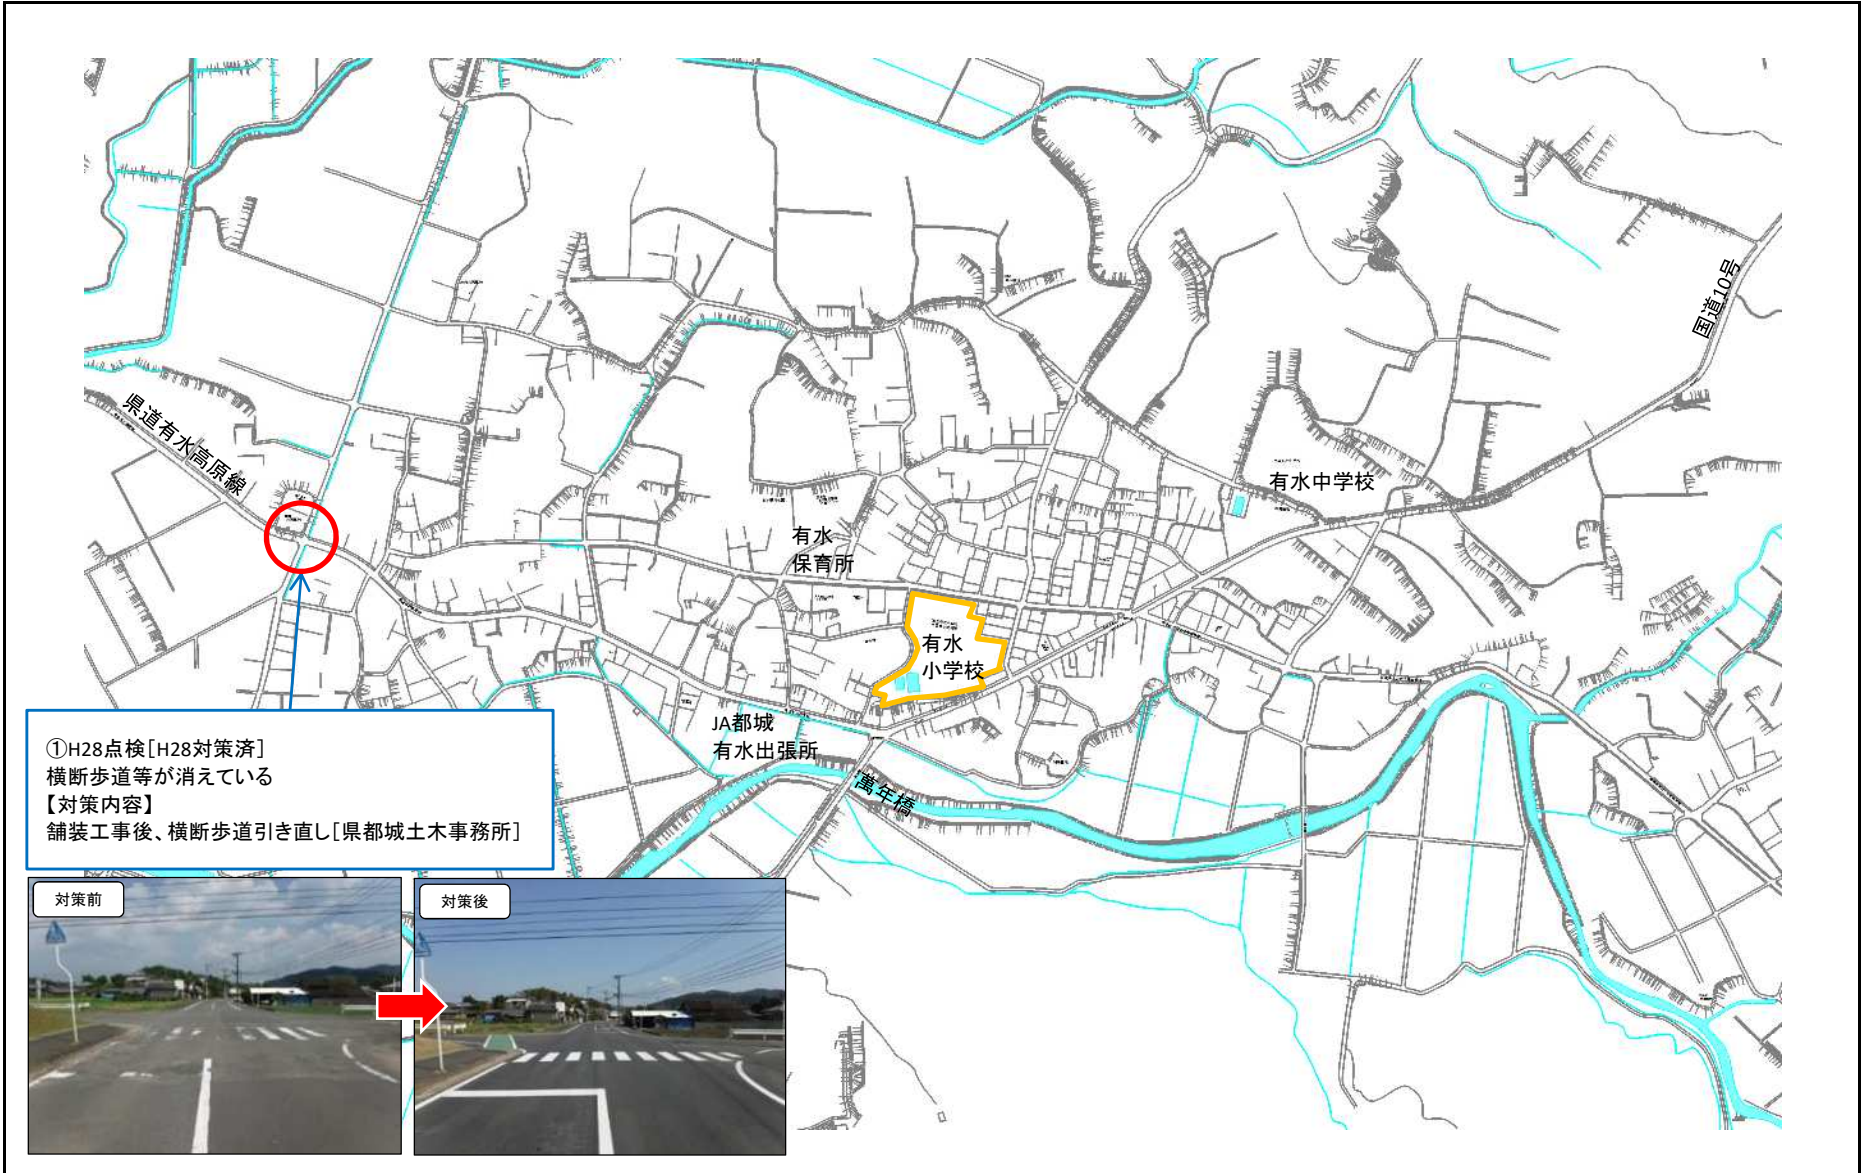 国道10号
県道有水高原線
有水中学校
有水
保育所
有水
小学校
JA都城
有水出張所
萬年橋
①H28点検[H28対策済]
横断歩道等が消えている
【対策内容】
舗装工事後、横断歩道引き直し[県都城土木事務所]
対策前
対策後